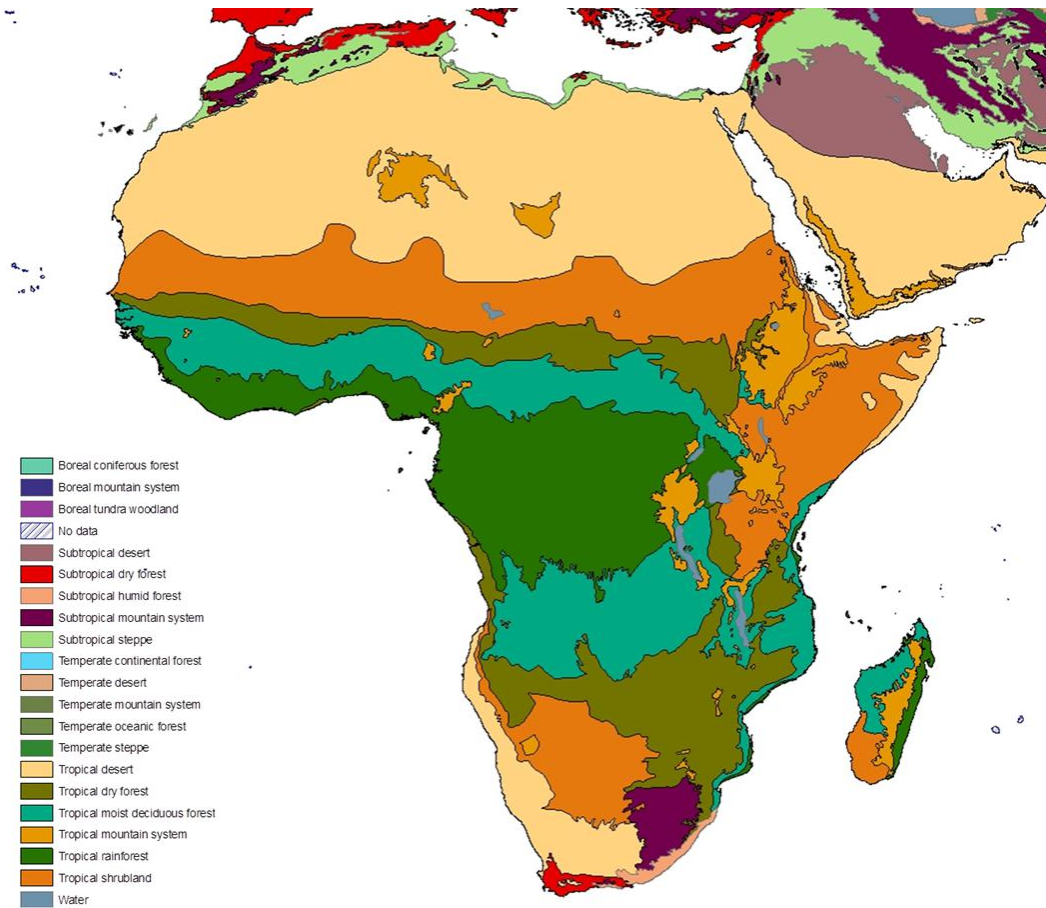 Boreal coniferous forest
Boreal mountain system
Boreal tundra woodland
No data
Subtropical desert
Subtropical dry forest
Subtropical humid forest
Subtropical mountain system
Subtropical steppe
Temperate continental forest
Temperate desert
Temperate mountain system
Temperate oceanic forest
Temperate steppe
Tropical desert
Tropical dry forest
Tropical moist deciduous forest
Tropical mountain system
Tropical rainforest
Tropical shrubland
Water